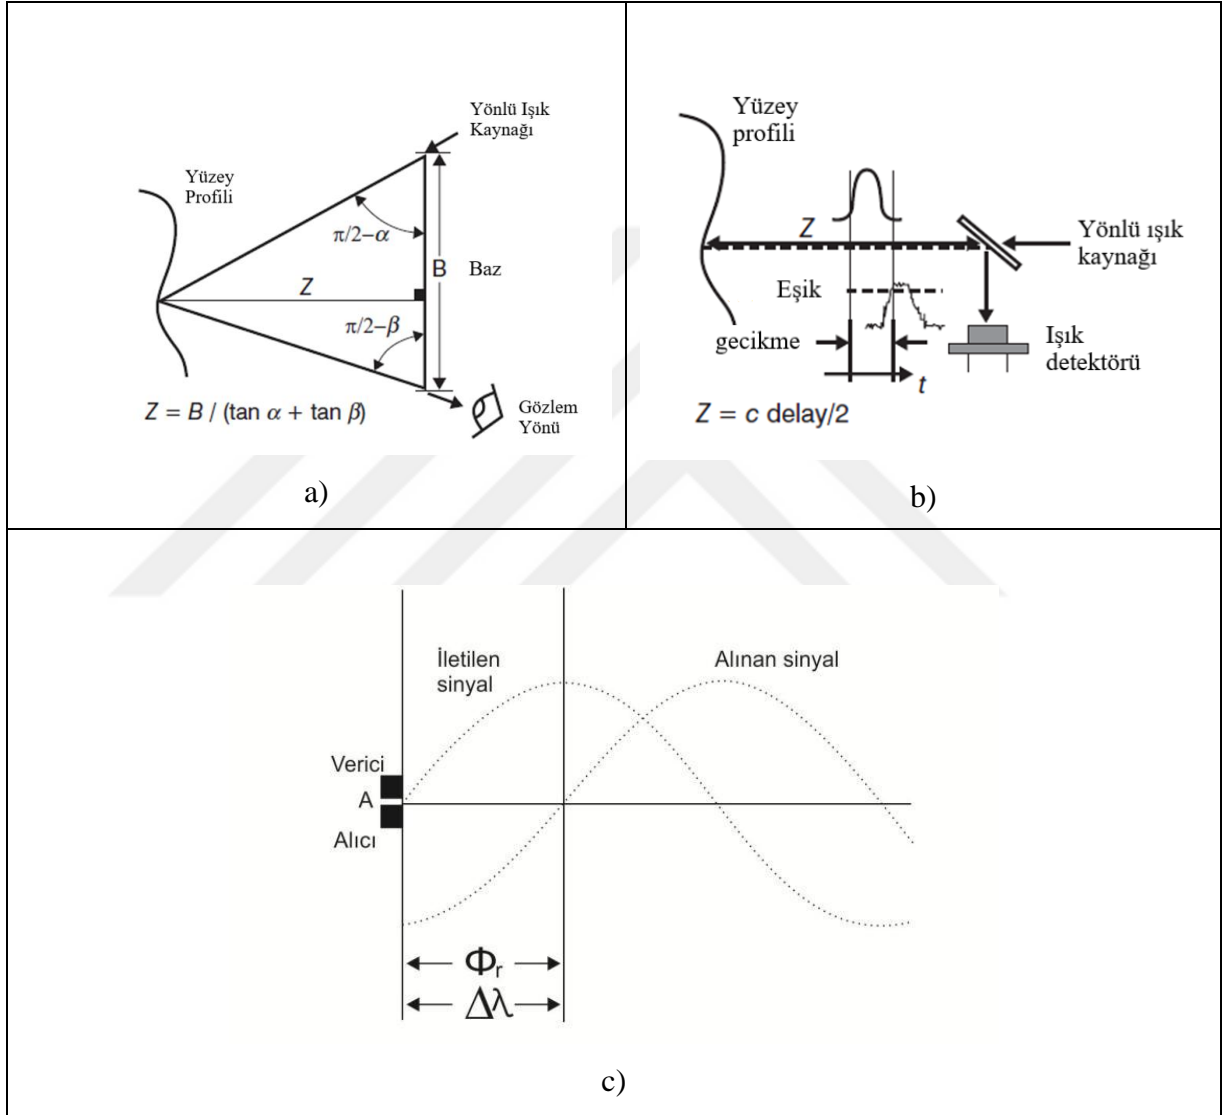 Yönlü Işık
Kaynağı
Yüzey
Profili
π/2–α
B
Baz
Z
π/2–β
Z = B / (tan α + tan β)
Gözlem
Yönü
a)
Yüzey
profili
Z
Yönlü ışık
kaynağı
Eşik
gecikme
t
Işık
detektörü
Z = c delay/2
b)
İletilen
sinyal
Alınan sinyal
Verici
A
Alıcı
Φr
Δλ
c)